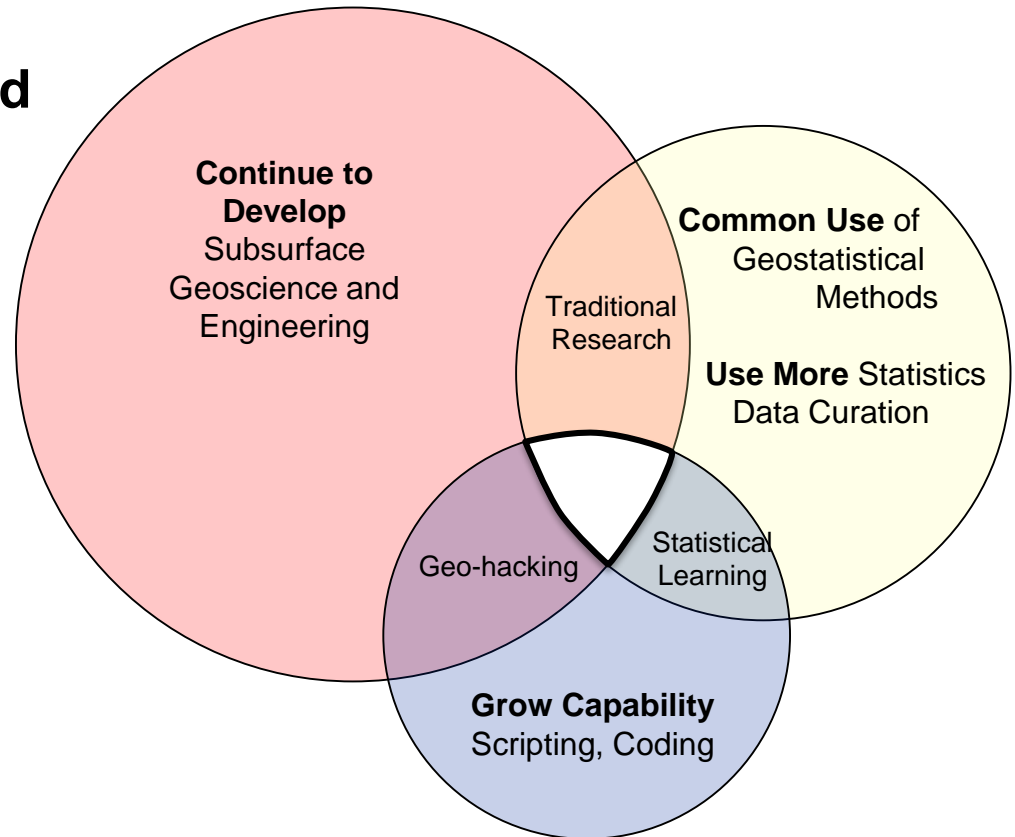 d
Continue to
Develop
Subsurface
Geoscience and
Engineering
Common Use of
Geostatistical
Methods
Traditional
Research
Use More Statistics
Data Curation
Geo-hacking
Statistical
Learning
Grow Capability
Scripting, Coding